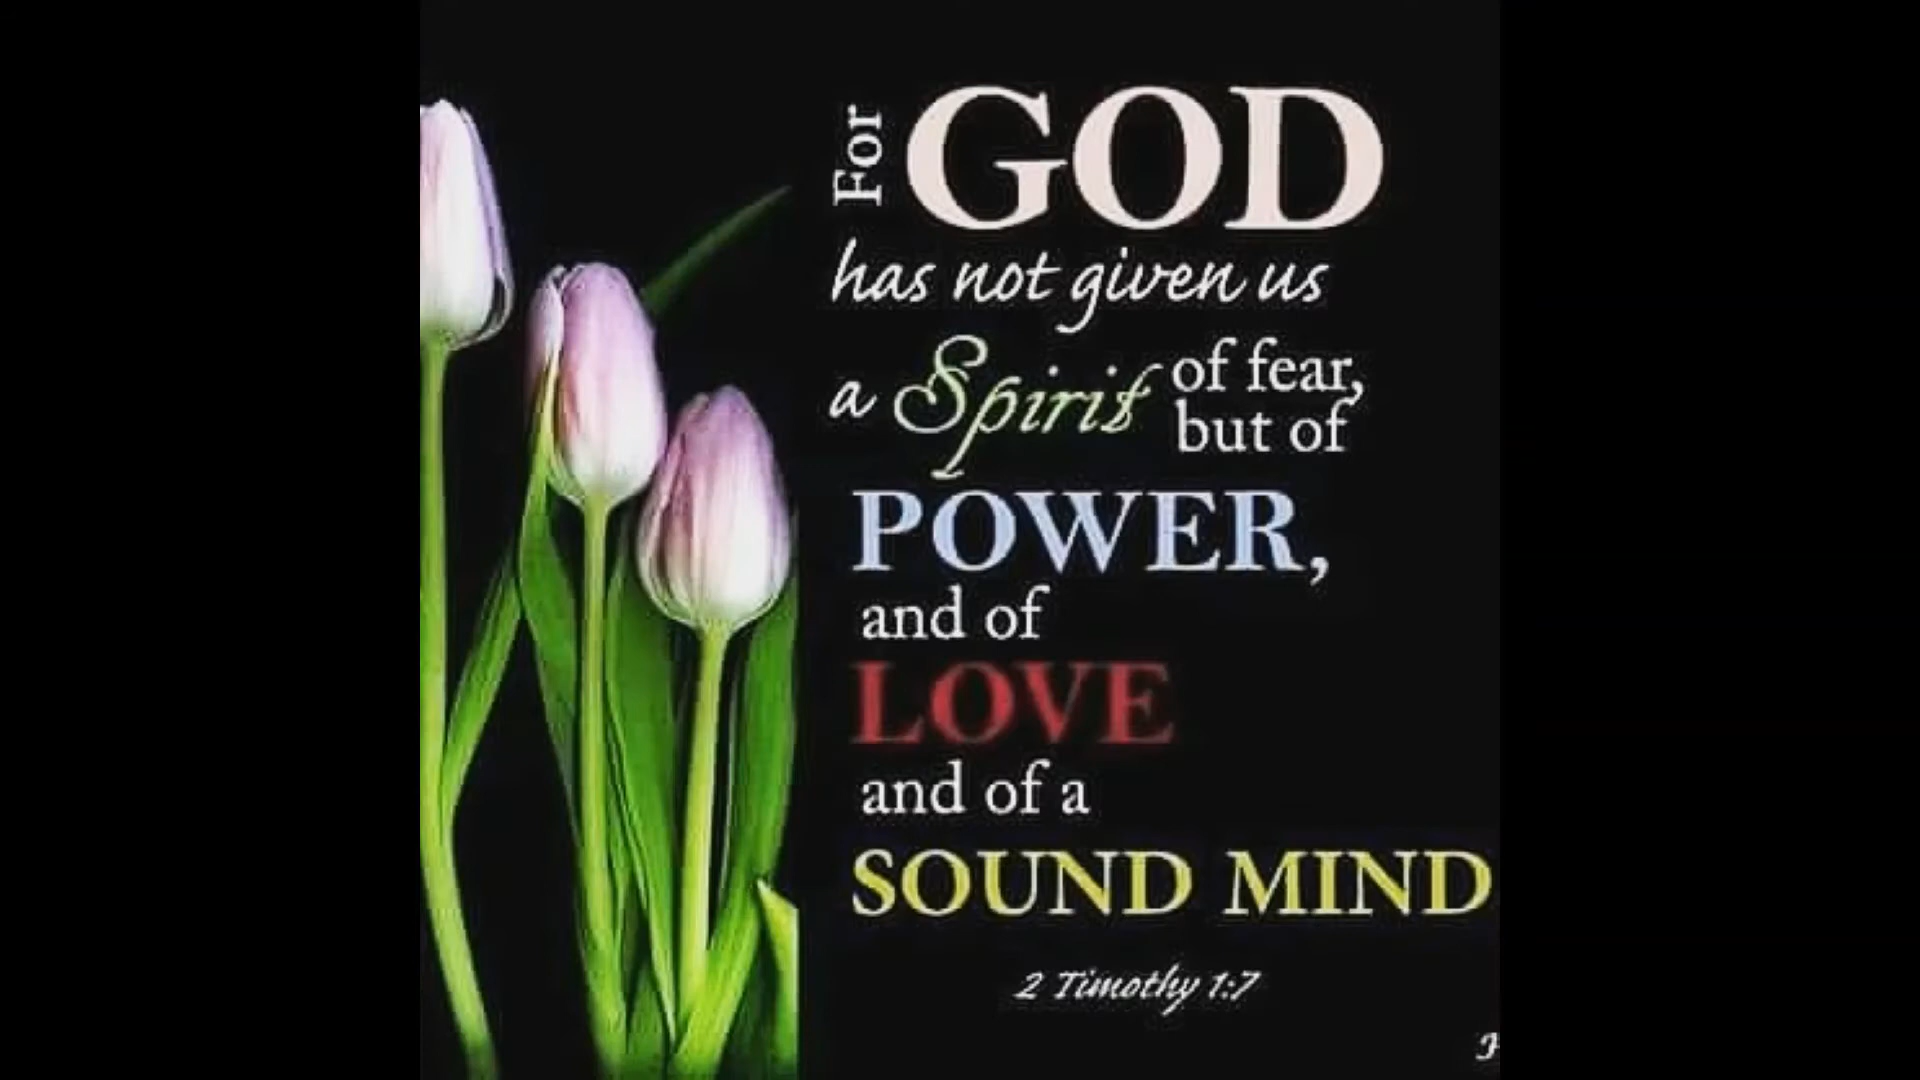 For GOD
has not given us
a Spirit of fear,
but of
POWER,
and of
LOVE
and of a
SOUND MIND
2 Timothy 1:7